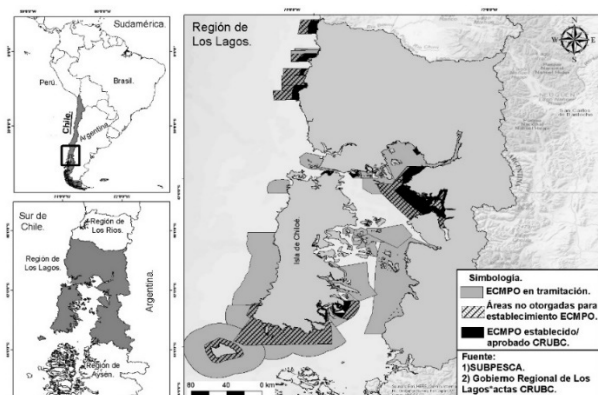 Sudamérica.
Perú.
Brasil.
Chile.
Argentina.
Sur de
Chile.
Región de
Los Ríos.
Región de
Los Lagos.
Argentina.
Región de
Aysén.
Región de
Los Lagos.
N
W
E
S
Isla de Chiloé.
80 40 0 km
Simbología.
ECMPO en tramitación.
Áreas no otorgadas para
establecimiento ECMPO.
ECMPO establecido/
aprobado CRUBC.
Fuente:
1)SUBPESCA.
2) Gobierno Regional de Los
Lagos"actas CRUBC.